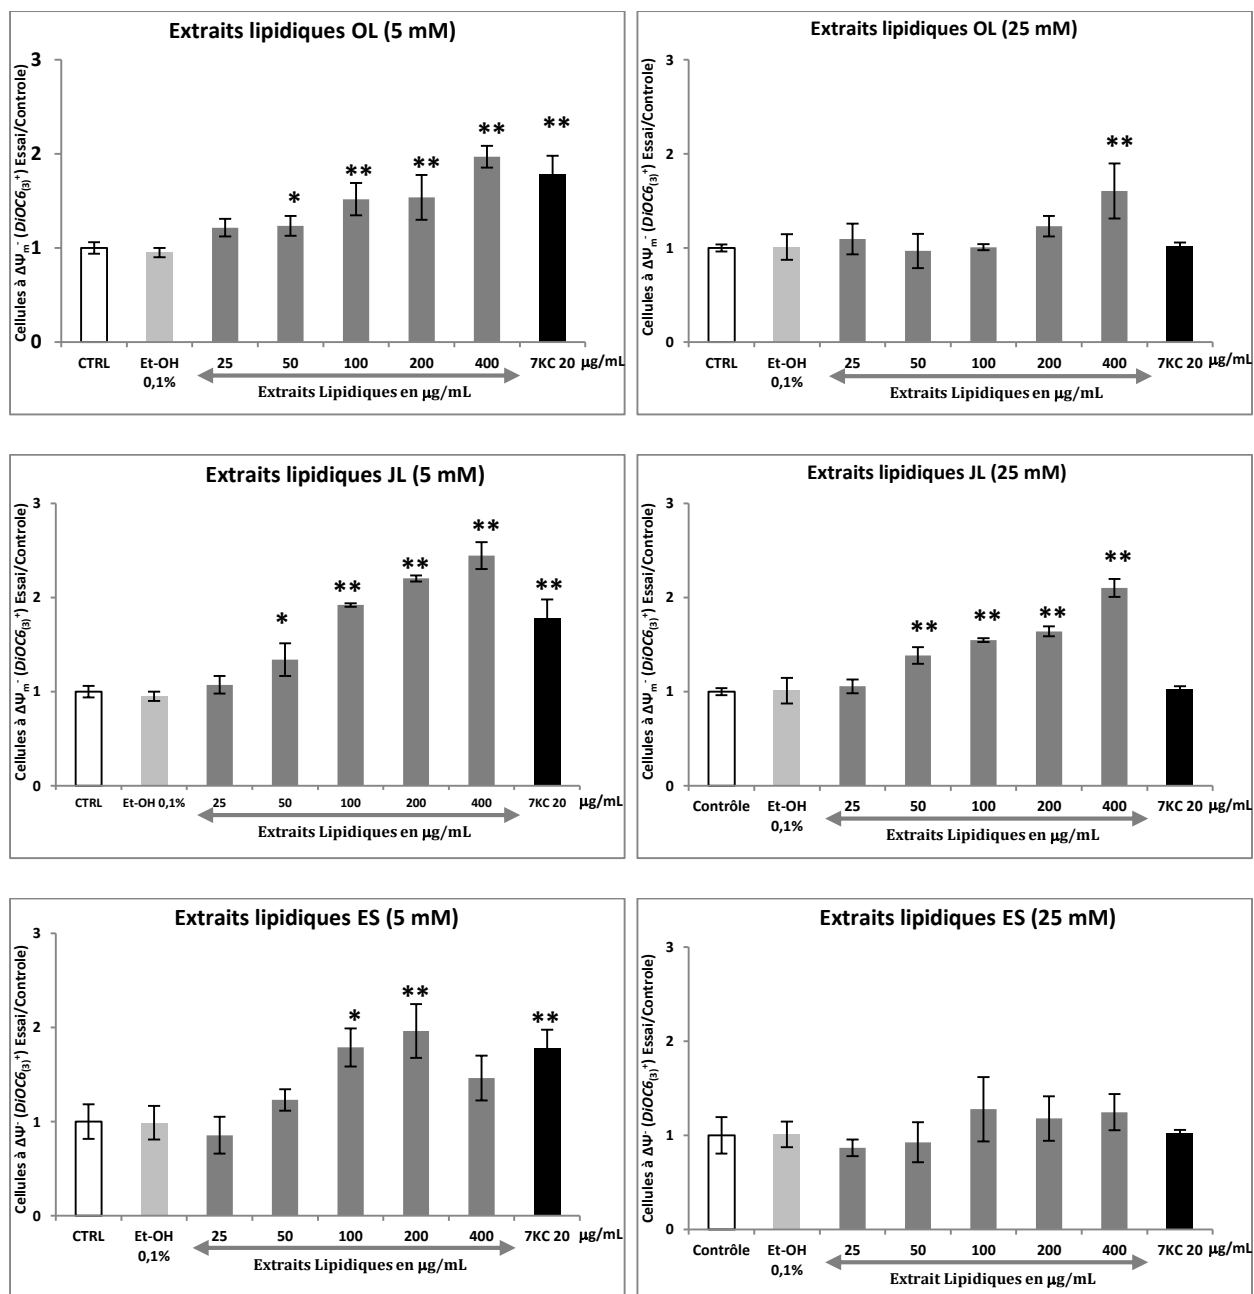 Extraits lipidiques OL (5 mM)
Cellules à ΔΨm- (DiOC6(3)+) Essai/Controle)
3
2
1
0
** ** ** ** *
CTRL Et-OH 0,1% 25 50 100 200 400 7KC 20 µg/mL
Extraits Lipidiques en µg/mL
Extraits lipidiques OL (25 mM)
Cellules à ΔΨm- (DiOC6(3)+) Essai/Controle)
3
2
1
0
**
CTRL Et-OH 0,1% 25 50 100 200 400 7KC 20 µg/mL
Extraits Lipidiques en µg/mL
Extraits lipidiques JL (5 mM)
Cellules à ΔΨm- (DiOC6(3)+) Essai/Controle)
3
2
1
0
* ** ** ** **
CTRL Et-OH 0,1% 25 50 100 200 400 7KC 20 µg/mL
Extraits Lipidiques en µg/mL
Extraits lipidiques JL (25 mM)
Cellules à ΔΨm- (DiOC6(3)+) Essai/Controle)
3
2
1
0
** ** ** **
Contrôle Et-OH 0,1% 25 50 100 200 400 7KC 20 µg/mL
Extraits Lipidiques en µg/mL
Extraits lipidiques ES (5 mM)
Cellules à ΔΨ- (DiOC6(3)+) Essai/Controle)
3
2
1
0
* ** **
CTRL Et-OH 0,1% 25 50 100 200 400 7KC 20 µg/mL
Extraits Lipidiques en µg/mL
Extraits lipidiques ES (25 mM)
Cellules à ΔΨm- (DiOC6(3)+) Essai/Controle)
3
2
1
0
Contrôle Et-OH 0,1% 25 50 100 200 400 7KC 20 µg/mL
Extrait Lipidiques en µg/mL